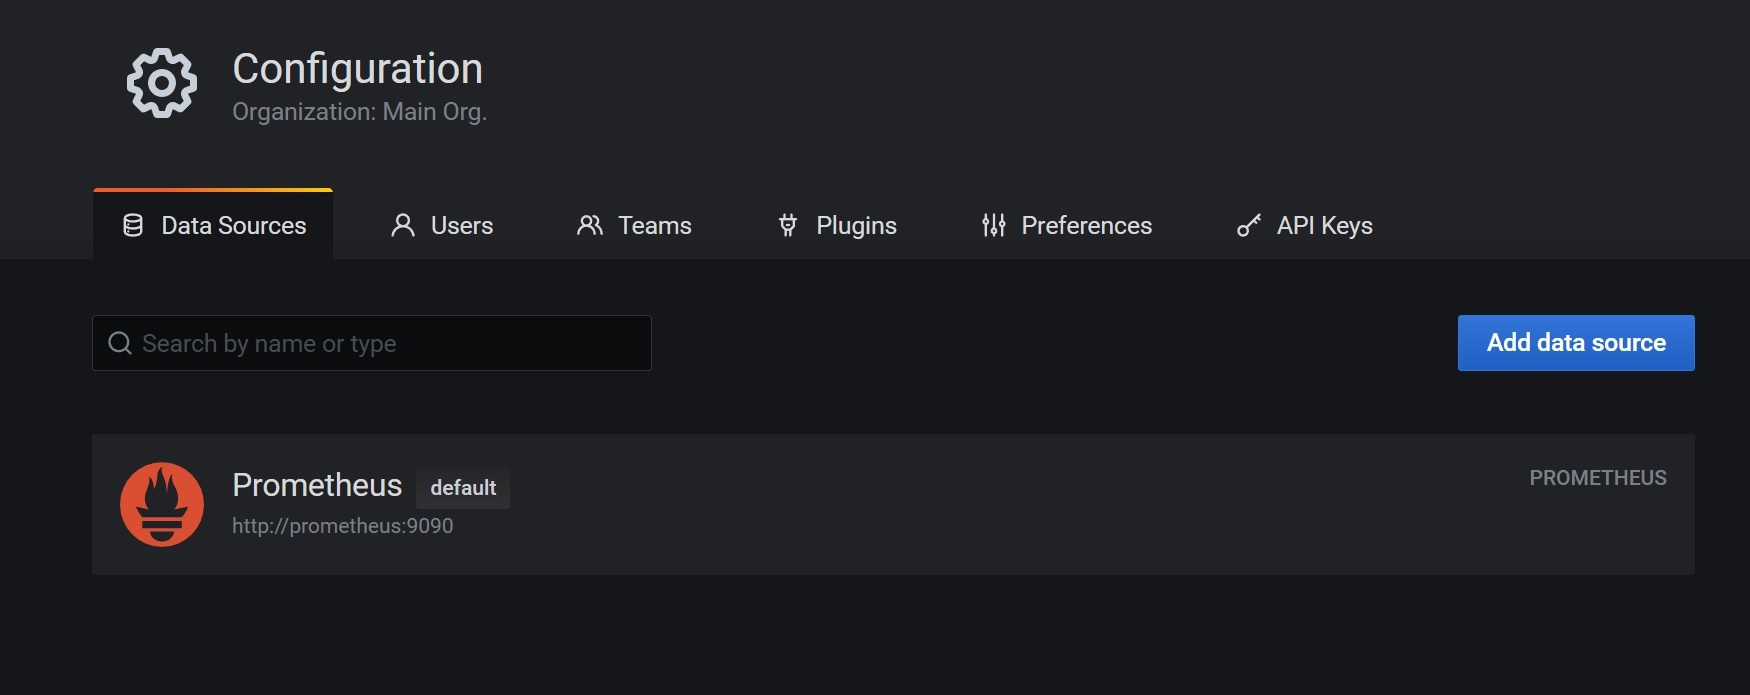 Configuration
Organization: Main Org.
Data Sources Users Teams Plugins Preferences API Keys
Search by name or type Add data source
Prometheus default PROMETHEUS
http://prometheus:9090